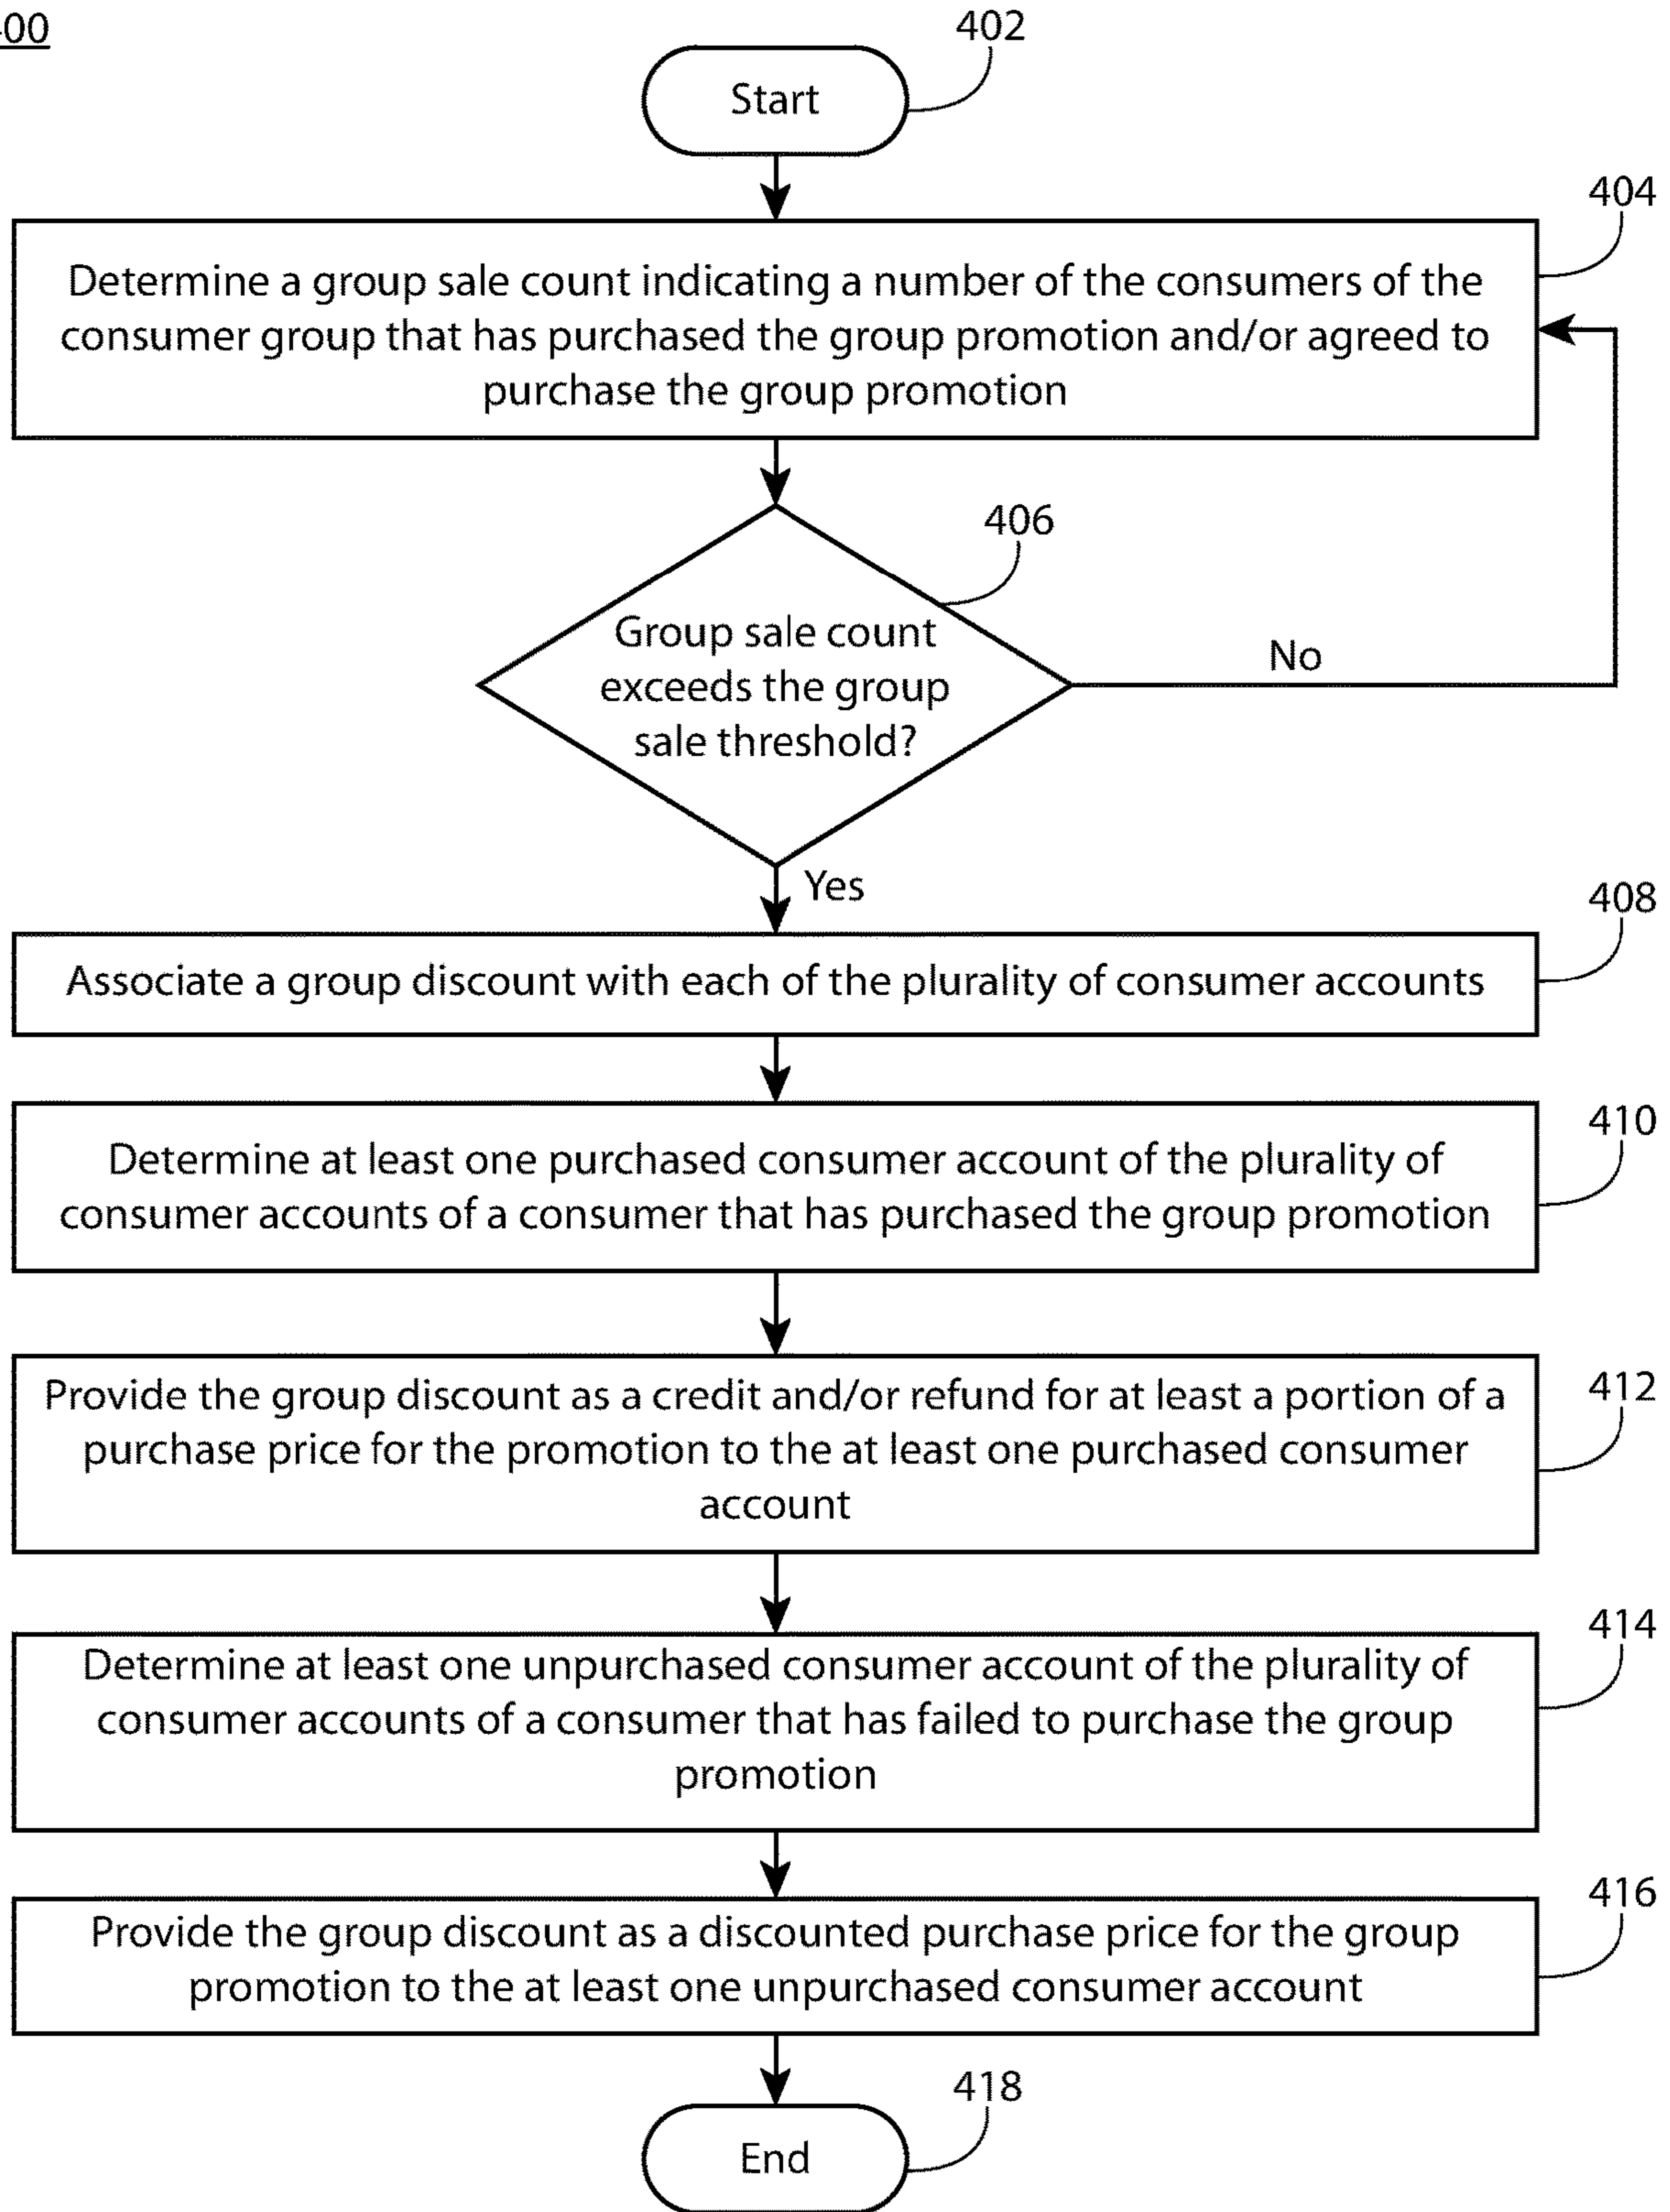 400
402
Start
404
Determine a group sale count indicating a number of the consumers of the
consumer group that has purchased the group promotion and/or agreed to
purchase the group promotion
406
Group sale count
exceeds the group
sale threshold?
No
Yes
408
Associate a group discount with each of the plurality of consumer accounts
410
Determine at least one purchased consumer account of the plurality of
consumer accounts of a consumer that has purchased the group promotion
412
Provide the group discount as a credit and/or refund for at least a portion of a
purchase price for the promotion to the at least one purchased consumer
account
414
Determine at least one unpurchased consumer account of the plurality of
consumer accounts of a consumer that has failed to purchase the group
promotion
416
Provide the group discount as a discounted purchase price for the group
promotion to the at least one unpurchased consumer account
418
End